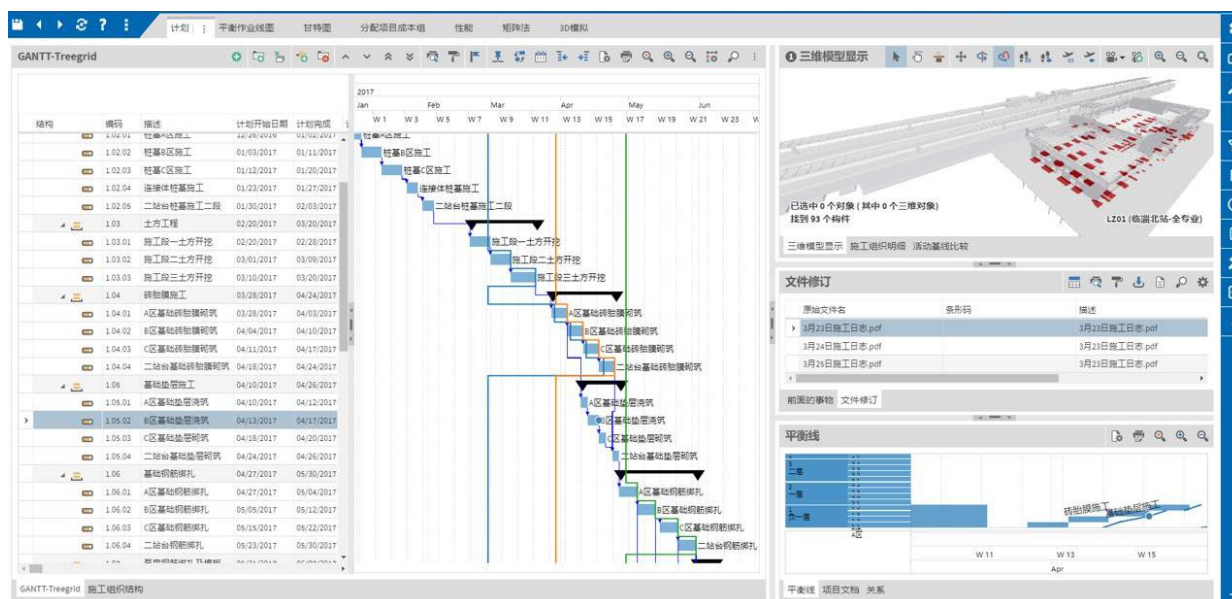 计划
平衡作业线图
甘特图
分配项目成本组
性能
矩阵法
3D模拟
GANTT-Treegrid
结构 编码 描述 计划开始日期 计划完成
1.02.01 桩基A区施工 12/26/2016 01/02/2017
1.02.02 桩基B区施工 01/03/2017 01/11/2017
1.02.03 桩基C区施工 01/12/2017 01/20/2017
1.02.04 连接体桩基施工 01/23/2017 01/27/2017
1.02.05 二站台桩基施工二段 01/30/2017 02/03/2017
1.03 土方工程 02/20/2017 03/20/2017
1.03.01 施工段一土方开挖 02/20/2017 02/28/2017
1.03.02 施工段二土方开挖 03/01/2017 03/09/2017
1.03.03 施工段三土方开挖 03/10/2017 03/20/2017
1.04 砖胎膜施工 03/28/2017 04/24/2017
1.04.01 A区基础砖胎膜砌筑 03/28/2017 04/03/2017
1.04.02 B区基础砖胎膜砌筑 04/04/2017 04/10/2017
1.04.03 C区基础砖胎膜砌筑 04/11/2017 04/17/2017
1.04.04 二站台基础砖胎膜砌筑 04/18/2017 04/24/2017
1.05 基础垫层施工 04/10/2017 04/26/2017
1.05.01 A区基础垫层浇筑 04/10/2017 04/12/2017
1.05.02 B区基础垫层浇筑 04/13/2017 04/17/2017
1.05.03 C区基础垫层砌筑 04/18/2017 04/20/2017
1.05.04 二站台基础垫层砌筑 04/24/2017 04/26/2017
1.06 基础钢筋绑扎 04/27/2017 05/30/2017
1.06.01 A区基础钢筋绑扎 04/27/2017 05/04/2017
1.06.02 B区基础钢筋绑扎 05/05/2017 05/12/2017
1.06.03 C区基础钢筋绑扎 05/15/2017 05/22/2017
1.06.04 二站台钢筋绑扎 05/23/2017 05/30/2017
GANTT-Treegrid 施工组织结构
2017
Jan Feb Mar Apr May Jun
W 1 W 3 W 5 W 7 W 9 W 11 W 13 W 15 W 17 W 19 W 21 W 23 W
桩基A区施工
桩基B区施工
桩基C区施工
连接体桩基施工
二站台桩基施工二段
施工段一土方开挖
施工段二土方开挖
施工段三土方开挖
A区基础砖胎膜砌筑
B区基础砖胎膜砌筑
C区基础砖胎膜砌筑
二站台基础砖胎膜砌筑
A区基础垫层浇筑
B区基础垫层浇筑
C区基础垫层砌筑
二站台基础垫层砌筑
A区基础钢筋绑扎
B区基础钢筋绑扎
C区基础钢筋绑扎
二站台钢筋绑扎
三维模型显示
已选中 0 个对象 ( 其中 0 个三维对象)
找到 93 个构件
LZ01 (临淄北站-全专业)
三维模型显示 施工组织明细 活动基线比较
文件修订
原始文件名 条形码 描述
3月23日施工日志.pdf 3月23日施工日志.pdf
3月24日施工日志.pdf 3月23日施工日志.pdf
3月25日施工日志.pdf 3月23日施工日志.pdf
前面的事物 文件修订
平衡线
3
二层
2
一层
1
负一层
A区
砖胎膜施工
基础垫层施工
W 11 W 13 W 15
Apr
平衡线 项目文档 关系